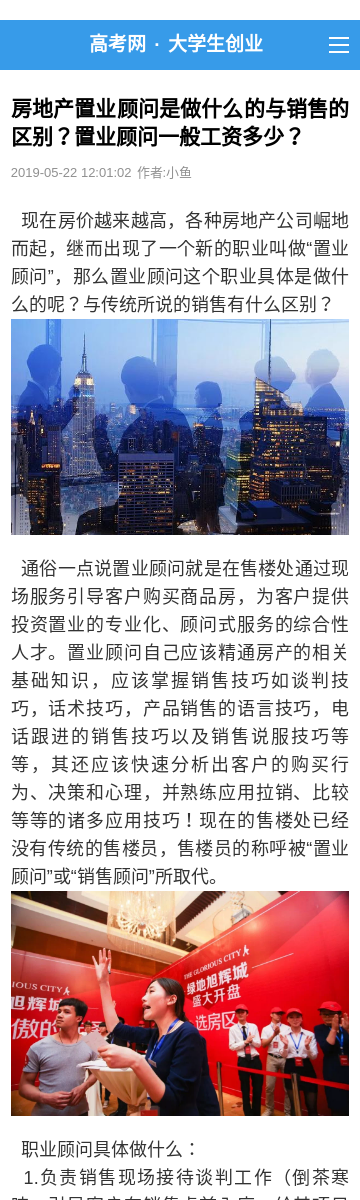 高考网 · 大学生创业
房地产置业顾问是做什么的与销售的
区别？置业顾问一般工资多少？
2019-05-22 12:01:02 作者:小鱼
现在房价越来越高，各种房地产公司崛地
而起，继而出现了一个新的职业叫做“置业
顾问”，那么置业顾问这个职业具体是做什
么的呢？与传统所说的销售有什么区别？
通俗一点说置业顾问就是在售楼处通过现
场服务引导客户购买商品房，为客户提供
投资置业的专业化、顾问式服务的综合性
人才。置业顾问自己应该精通房产的相关
基础知识，应该掌握销售技巧如谈判技
巧，话术技巧，产品销售的语言技巧，电
话跟进的销售技巧以及销售说服技巧等
等，其还应该快速分析出客户的购买行
为、决策和心理，并熟练应用拉销、比较
等等的诸多应用技巧！现在的售楼处已经
没有传统的售楼员，售楼员的称呼被“置业
顾问”或“销售顾问”所取代。
GLORIOUS CITY
THE GLORIOUS CITY
绿地旭辉城
盛大开盘
选房区
旭辉城
职业顾问具体做什么：
1.负责销售现场接待谈判工作（倒茶寒